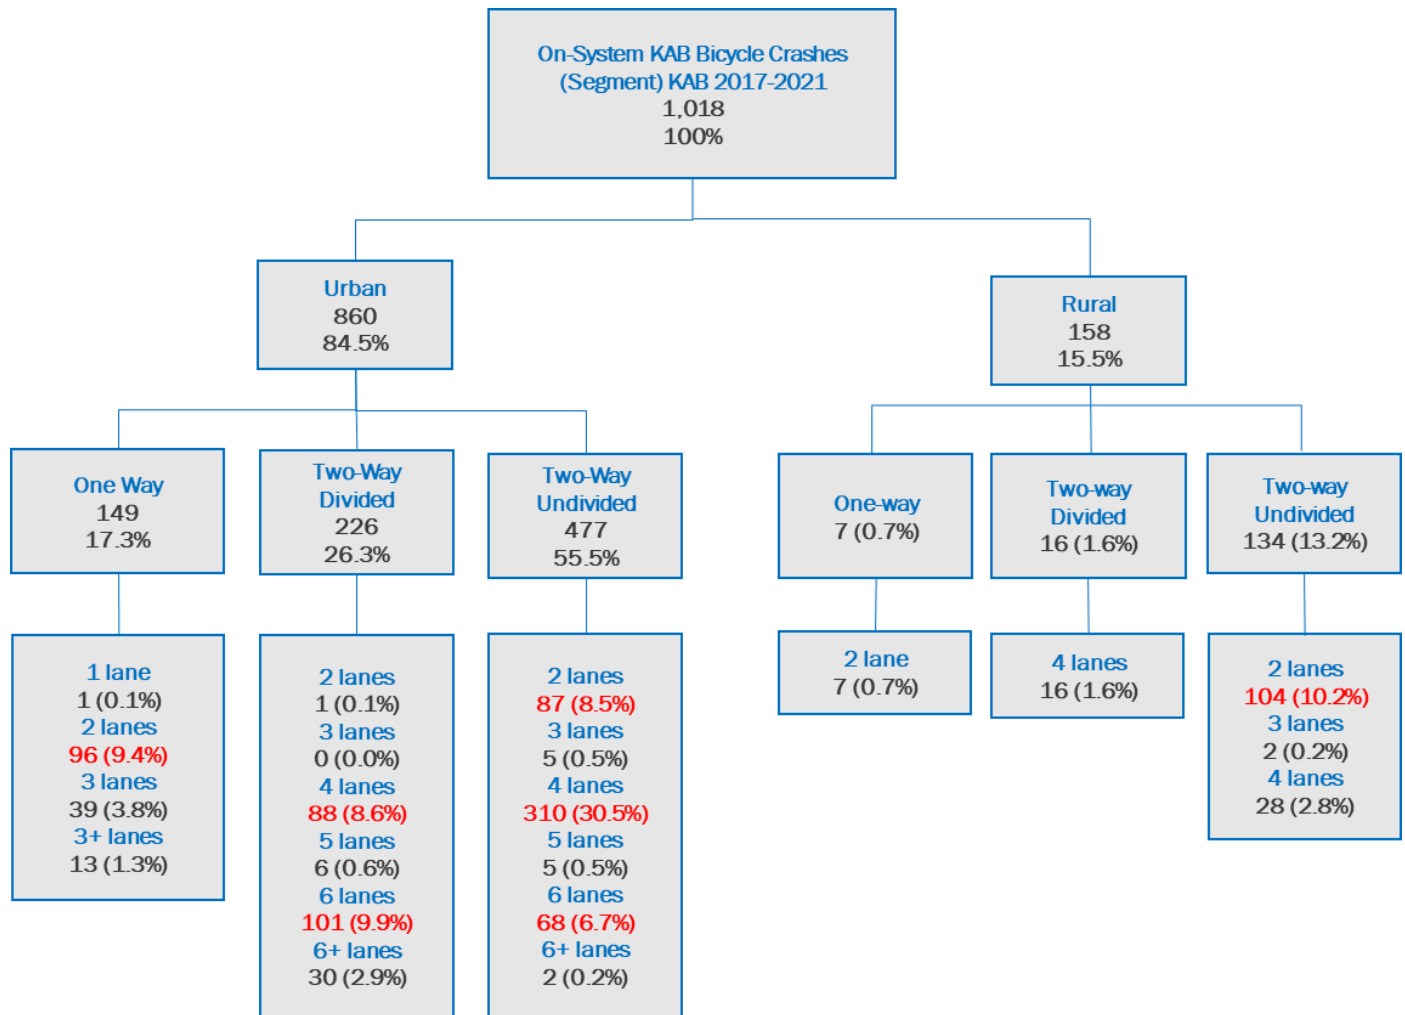 On-System KAB Bicycle Crashes
(Segment) KAB 2017-2021
1,018
100%
Urban
860
84.5%
Rural
158
15.5%
One Way
149
17.3%
Two-Way
Divided
226
26.3%
Two-Way
Undivided
477
55.5%
One-way
7 (0.7%)
Two-way
Divided
16 (1.6%)
Two-way
Undivided
134 (13.2%)
1 lane
1 (0.1%)
2 lanes
96 (9.4%)
3 lanes
39 (3.8%)
3+ lanes
13 (1.3%)
2 lanes
1 (0.1%)
3 lanes
0 (0.0%)
4 lanes
88 (8.6%)
5 lanes
6 (0.6%)
6 lanes
101 (9.9%)
6+ lanes
30 (2.9%)
2 lanes
87 (8.5%)
3 lanes
5 (0.5%)
4 lanes
310 (30.5%)
5 lanes
5 (0.5%)
6 lanes
68 (6.7%)
6+ lanes
2 (0.2%)
2 lane
7 (0.7%)
4 lanes
16 (1.6%)
2 lanes
104 (10.2%)
3 lanes
2 (0.2%)
4 lanes
28 (2.8%)